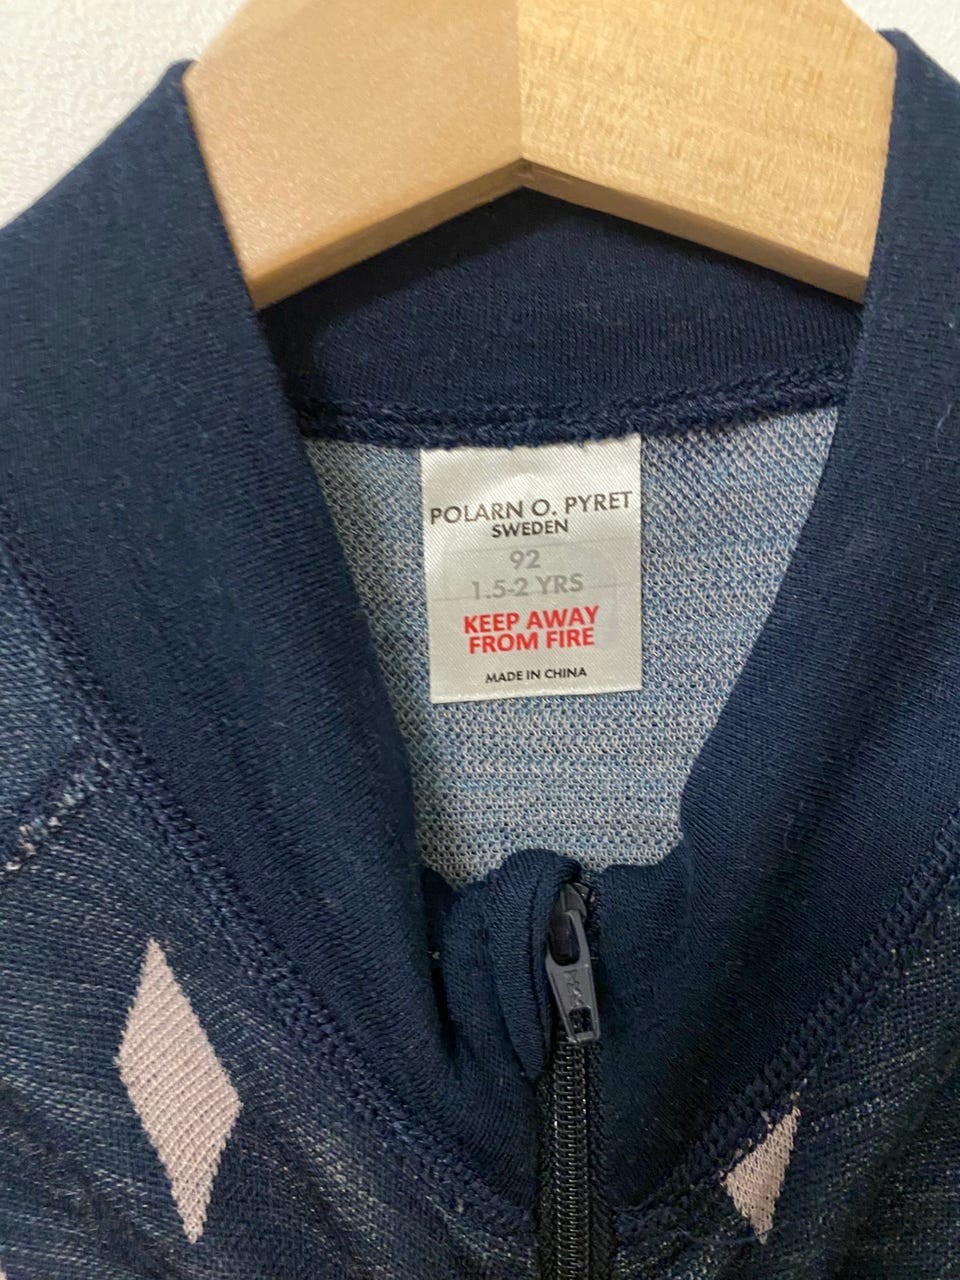 POLARN O. PYRET
SWEDEN
92
1.5-2 YRS
KEEP AWAY
FROM FIRE
MADE IN CHINA